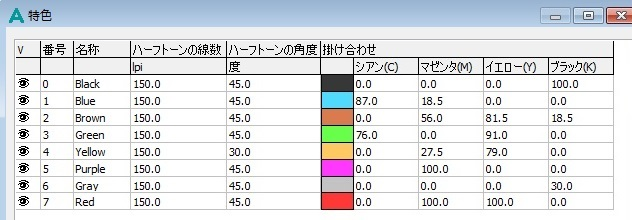 特色
V 番号 名称 ハーフトーンの線数 ハーフトーンの角度 掛け合わせ
lpi 度 シアン(C) マゼンタ(M) イエロー(Y) ブラック(K)
0 Black 150.0 45.0 0.0 0.0 0.0 100.0
1 Blue 150.0 45.0 87.0 18.5 0.0 0.0
2 Brown 150.0 45.0 0.0 56.0 81.5 18.5
3 Green 150.0 45.0 76.0 0.0 91.0 0.0
4 Yellow 150.0 30.0 0.0 27.5 79.0 0.0
5 Purple 150.0 45.0 0.0 100.0 0.0 0.0
6 Gray 150.0 45.0 0.0 0.0 0.0 30.0
7 Red 150.0 45.0 0.0 100.0 100.0 0.0